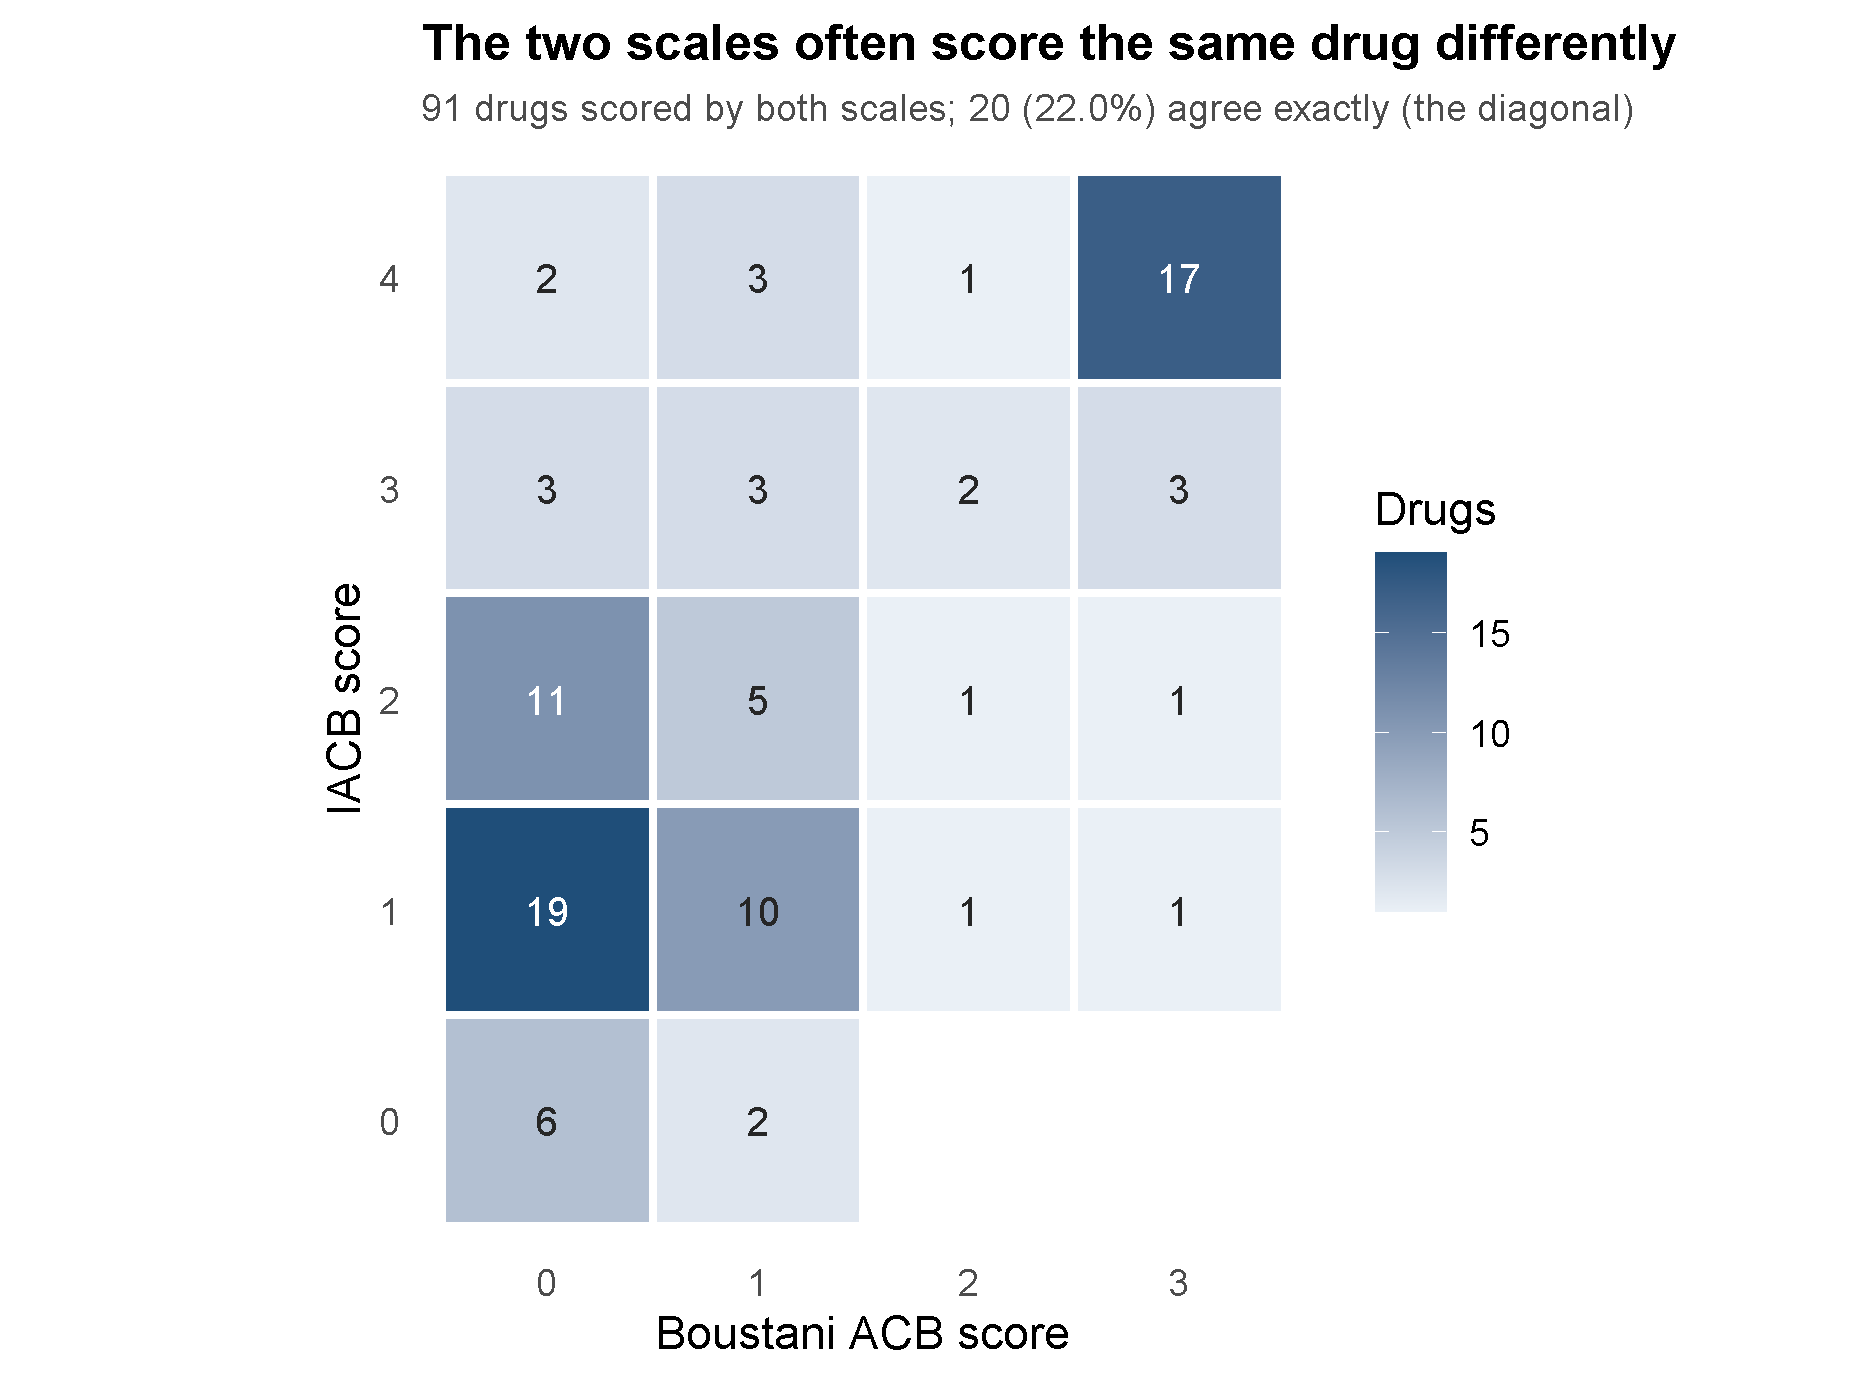 The two scales often score the same drug differently
91 drugs scored by both scales; 20 (22.0%) agree exactly (the diagonal)
IACB score
4 2 3 1 17
3 3 3 2 3
2 11 5 1 1
1 19 10 1 1
0 6 2
0 1 2 3
Boustani ACB score
Drugs
15
10
5